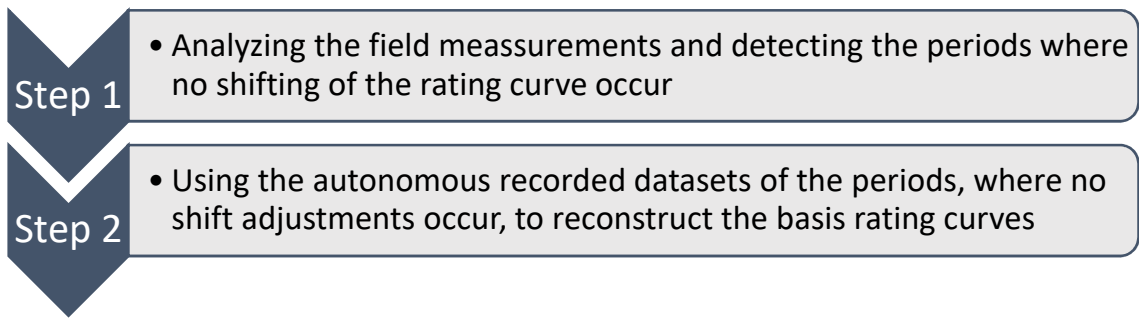 Step 1
• Analyzing the field meassurements and detecting the periods where
no shifting of the rating curve occur
Step 2
• Using the autonomous recorded datasets of the periods, where no
shift adjustments occur, to reconstruct the basis rating curves